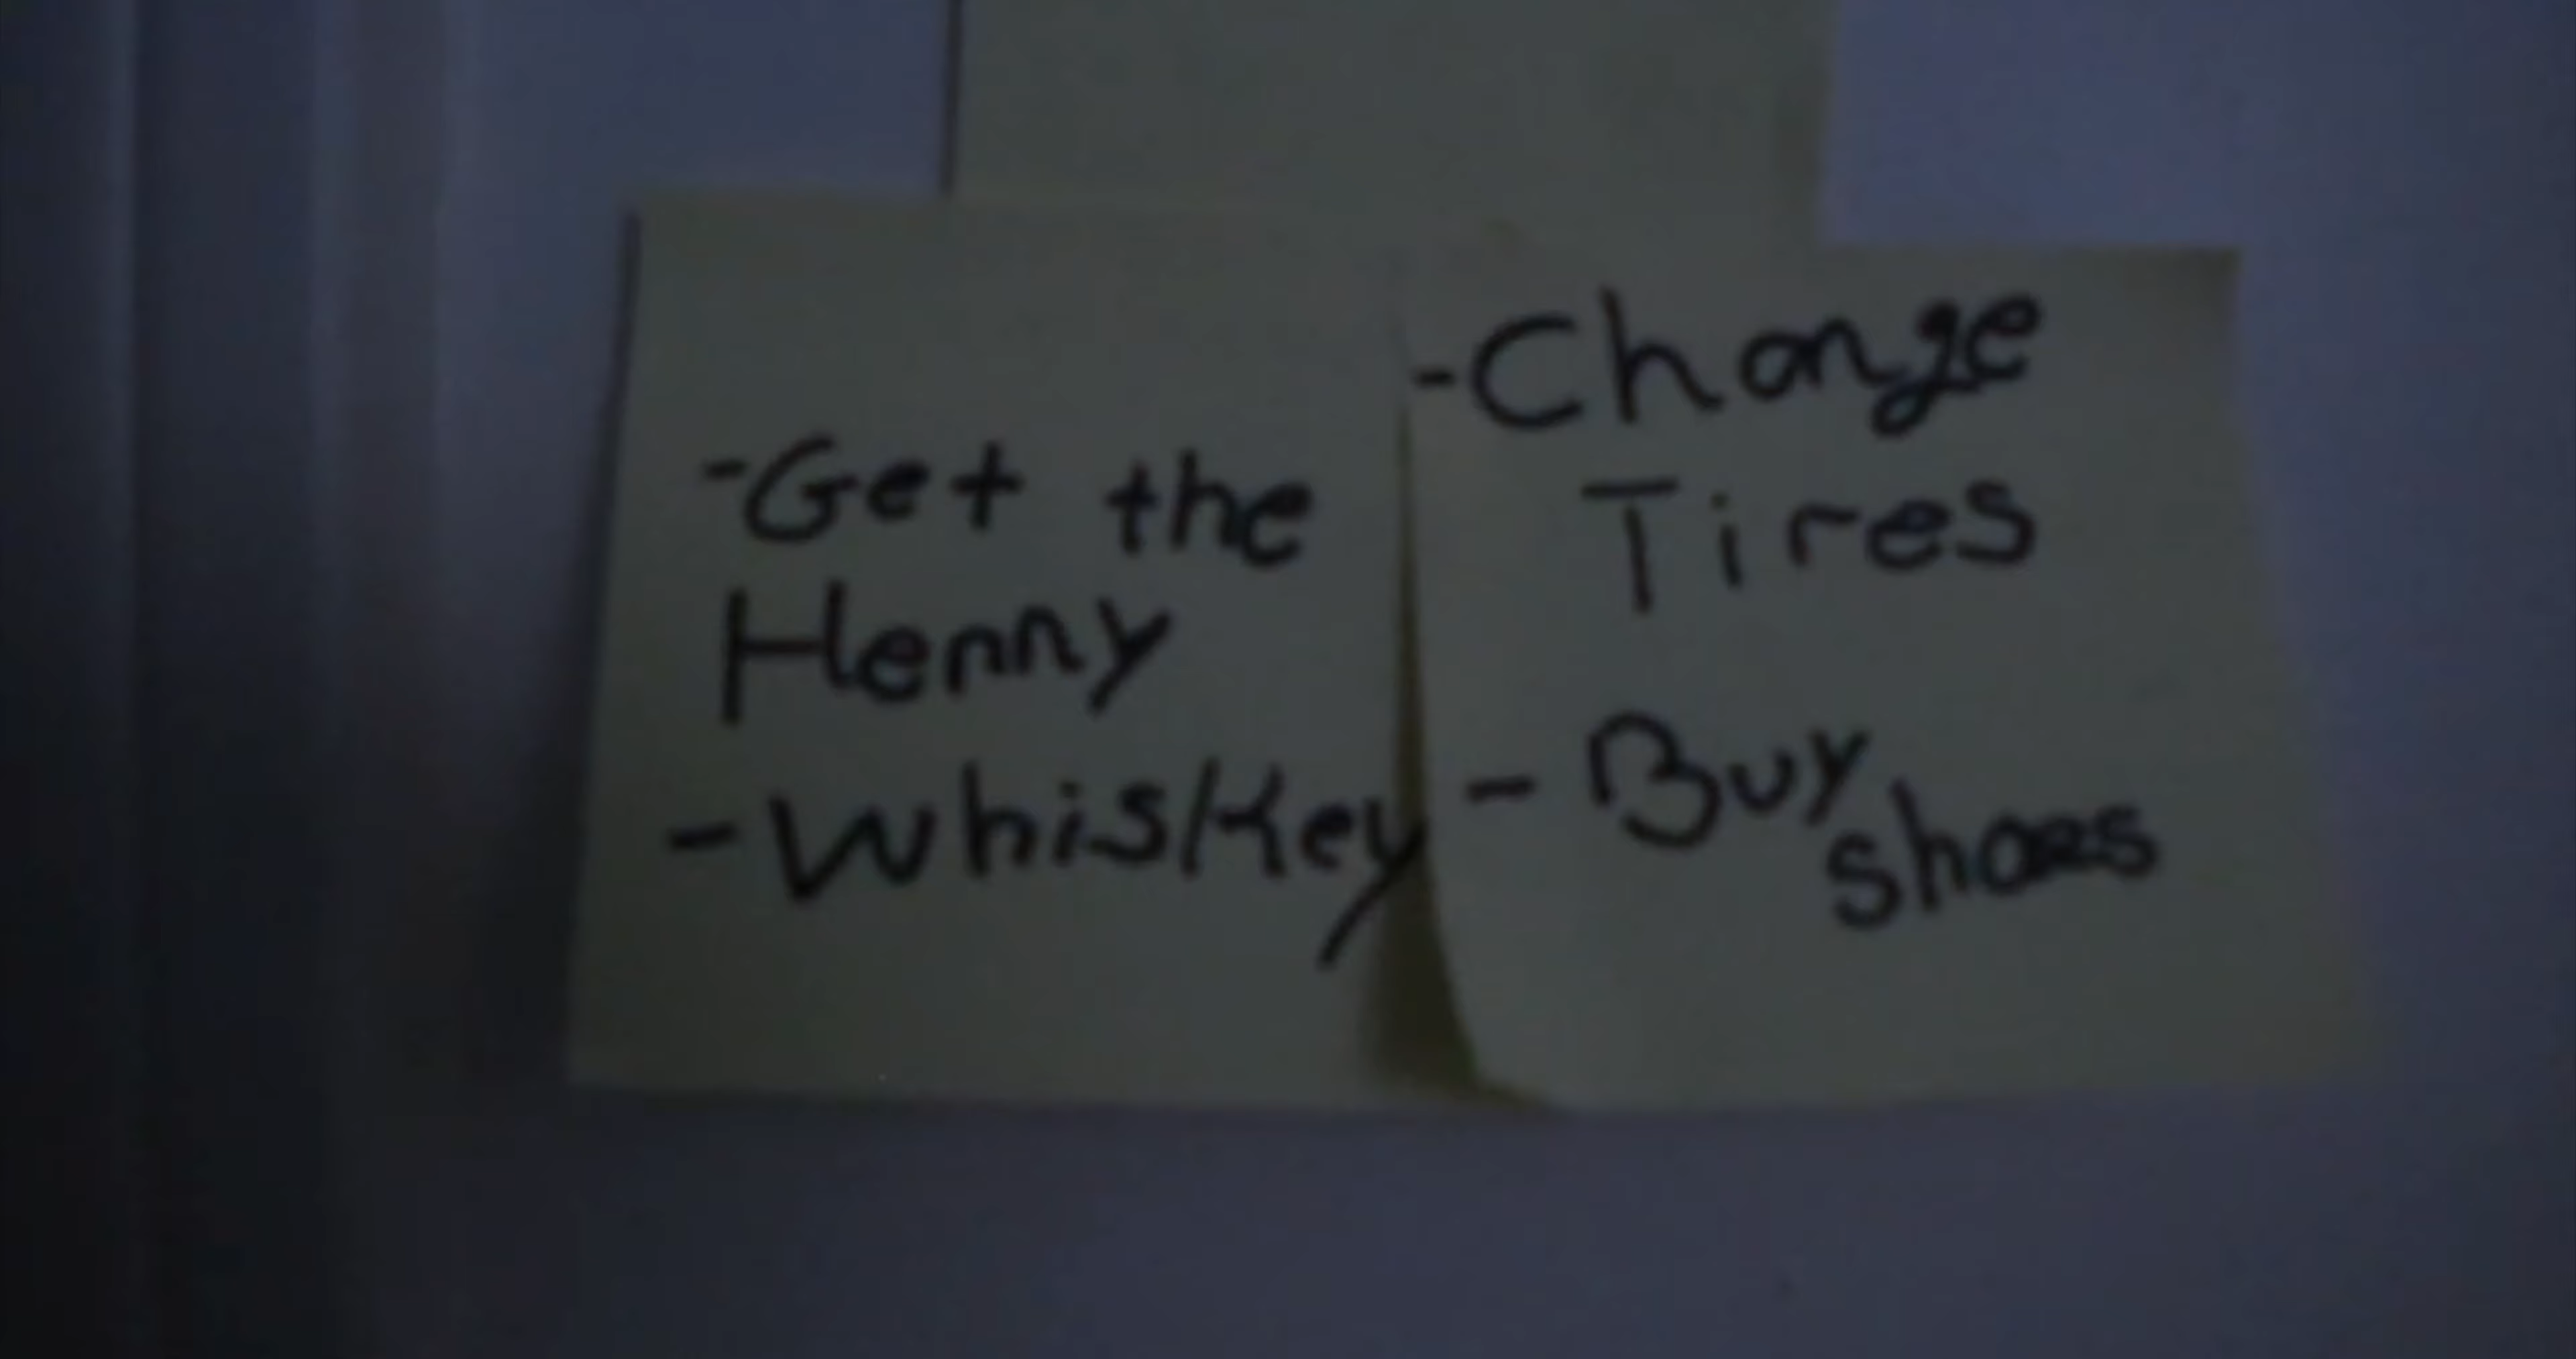 -Get the
Henny
-Whiskey
-Change
Tires
- Buy
shoes